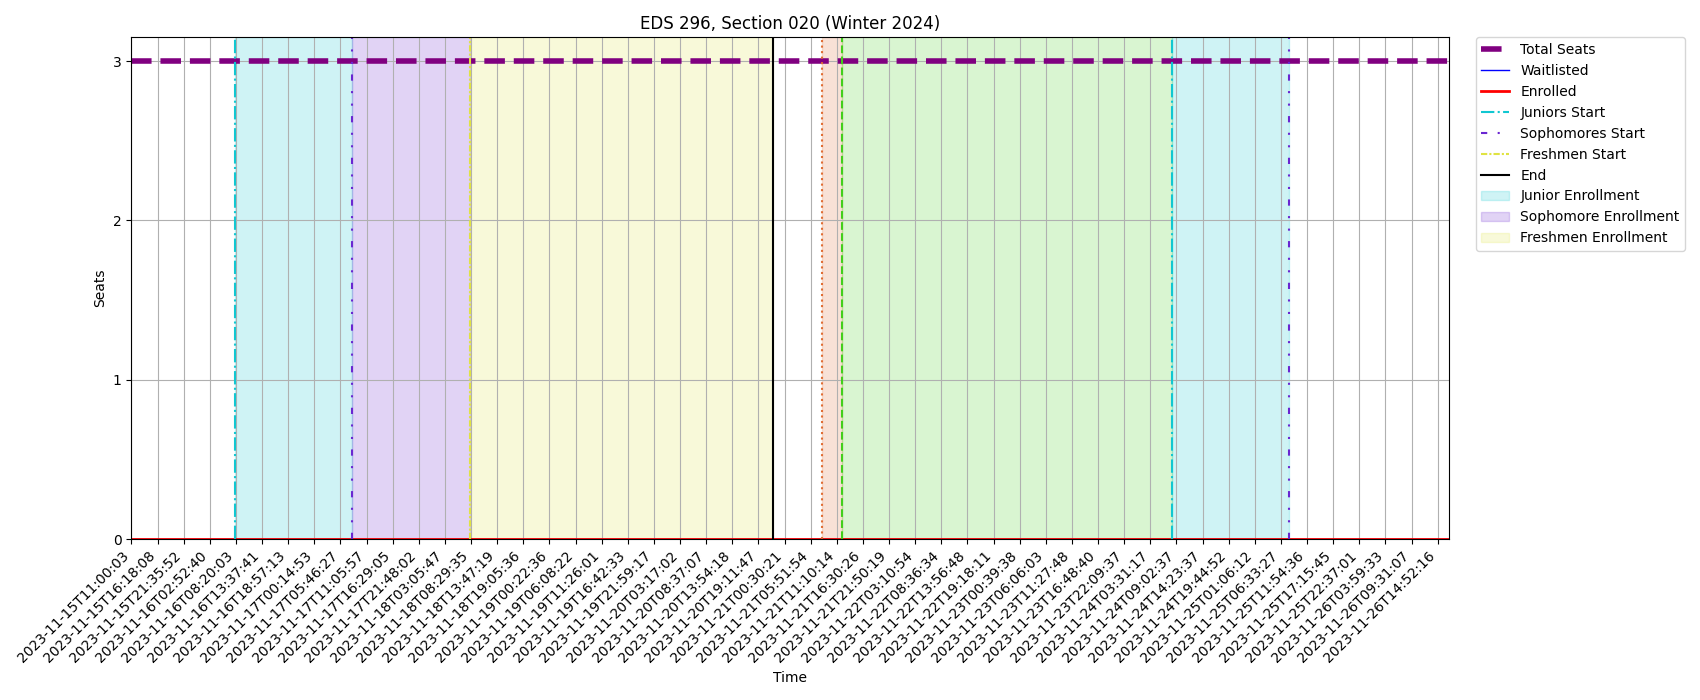 EDS 296, Section 020 (Winter 2024)
Seats
3
2
1
0
2023-11-15T11:00:03
2023-11-15T16:18:08
2023-11-15T21:35:52
2023-11-16T02:52:40
2023-11-16T08:20:03
2023-11-16T13:37:41
2023-11-16T18:57:13
2023-11-17T00:14:53
2023-11-17T05:46:27
2023-11-17T11:05:57
2023-11-17T16:29:05
2023-11-17T21:48:02
2023-11-18T03:05:47
2023-11-18T08:29:35
2023-11-18T13:47:19
2023-11-18T19:05:36
2023-11-19T00:22:36
2023-11-19T06:08:22
2023-11-19T11:26:01
2023-11-19T16:42:33
2023-11-19T21:59:17
2023-11-20T03:17:02
2023-11-20T08:37:07
2023-11-20T13:54:18
2023-11-20T19:11:47
2023-11-21T00:30:21
2023-11-21T05:51:54
2023-11-21T11:10:14
2023-11-21T16:30:26
2023-11-21T21:50:19
2023-11-22T03:10:54
2023-11-22T08:36:34
2023-11-22T13:56:48
2023-11-22T19:18:11
2023-11-23T00:39:38
2023-11-23T06:06:03
2023-11-23T11:27:48
2023-11-23T16:48:40
2023-11-23T22:09:37
2023-11-24T03:31:17
2023-11-24T09:02:37
2023-11-24T14:23:37
2023-11-24T19:44:52
2023-11-25T01:06:12
2023-11-25T06:33:27
2023-11-25T11:54:36
2023-11-25T17:15:45
2023-11-25T22:37:01
2023-11-26T03:59:33
2023-11-26T09:31:07
2023-11-26T14:52:16
Time
Total Seats
Waitlisted
Enrolled
Juniors Start
Sophomores Start
Freshmen Start
End
Junior Enrollment
Sophomore Enrollment
Freshmen Enrollment